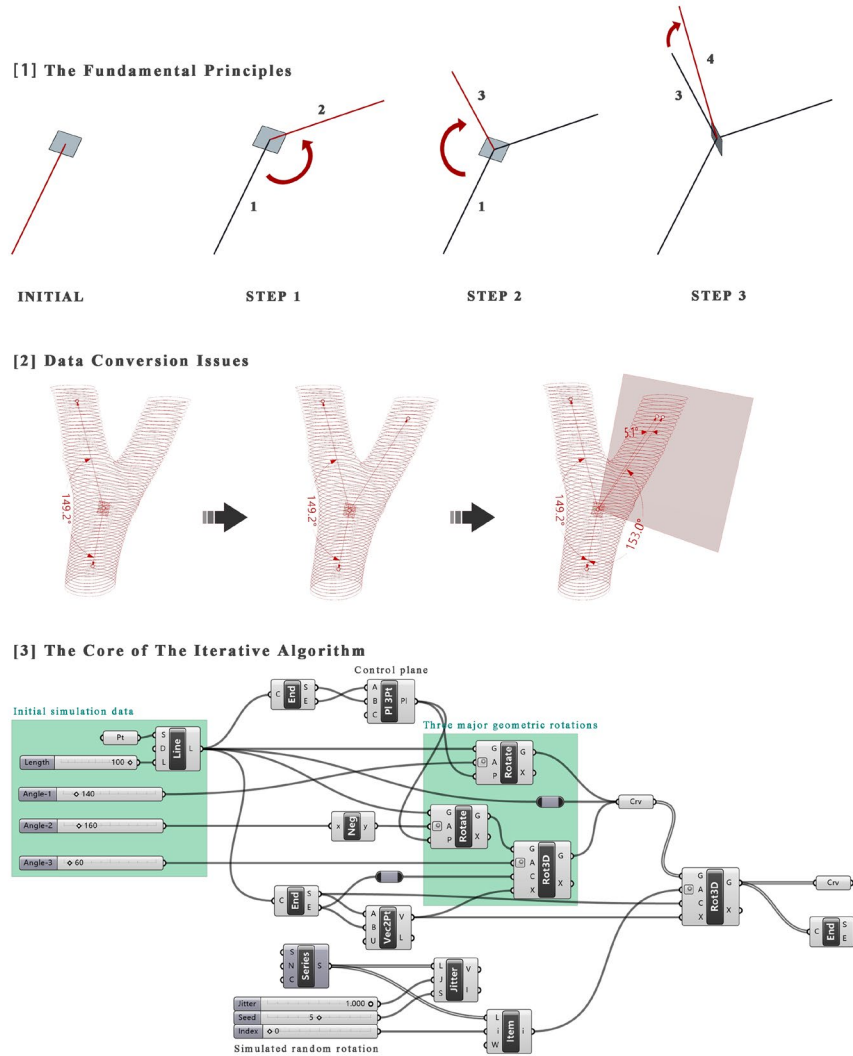 [1] The Fundamental Principles
4
3
2
3
1
1
INITIAL
STEP 1
STEP 2
STEP 3
[2] Data Conversion Issues
149.2°
149.2°
149.2°
5.1°
153.0°
[3] The Core of The Iterative Algorithm
Control plane
Initial simulation data
Three major geometric rotations
C End S E
A B C Pl 3Pt Pl
Pt
S D L Line L
Length 100
Angle-1 140
Angle-2 160
Angle-3 60
G A P Rotate G X
x Neg y
G A P Rotate G X
Crv
G A C X Rot3D G X
C End S E
A B U Vec2Pt V L
G A C X Rot3D G X
Crv
C End S E
S N C Series S
L J S Jitter V I
Jitter 1.000
Seed 5
Index 0
L i W Item i
Simulated random rotation